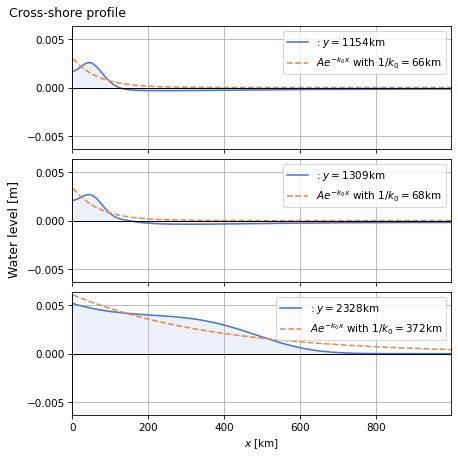 Cross-shore profile
0.005
0.000
−0.005
: y = 1154km
Ae^{−k₀x} with 1/k₀ = 66km
Water level [m]
0.005
0.000
−0.005
: y = 1309km
Ae^{−k₀x} with 1/k₀ = 68km
0.005
0.000
−0.005
: y = 2328km
Ae^{−k₀x} with 1/k₀ = 372km
0 200 400 600 800
x [km]